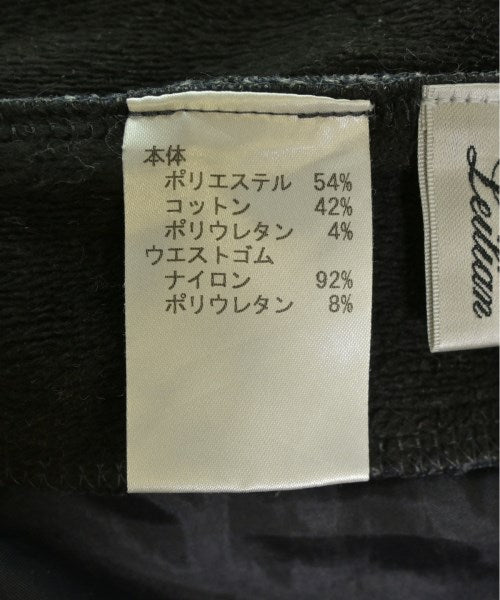 本体
ポリエステル 54%
コットン 42%
ポリウレタン 4%
ウエストゴム
ナイロン 92%
ポリウレタン 8%
Leilian